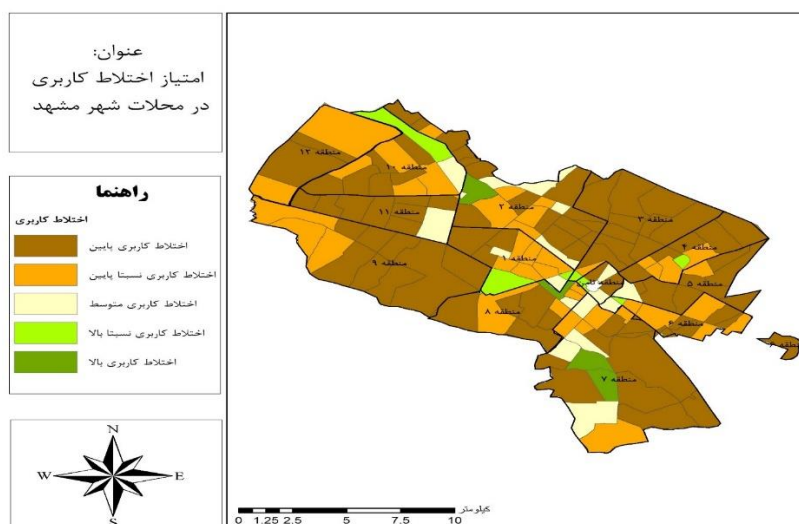 عنوان:
امتیاز اختلاط کاربری
در محلات شهر مشهد
راهنما
اختلاط کاربری
اختلاط کاربری پایین
اختلاط کاربری نسبتا پایین
اختلاط کاربری متوسط
اختلاط کاربری نسبتا بالا
اختلاط کاربری بالا
N
W
E
S
منطقه ۱۲
منطقه ۱۰
منطقه ۱۱
منطقه ۲
منطقه ۳
منطقه ۴
منطقه ۱
منطقه ۹
منطقه ۵
منطقه ۸
منطقه ۶
منطقه ۶
منطقه ۷
کیلومتر
0 1.25 2.5 5 7.5 10